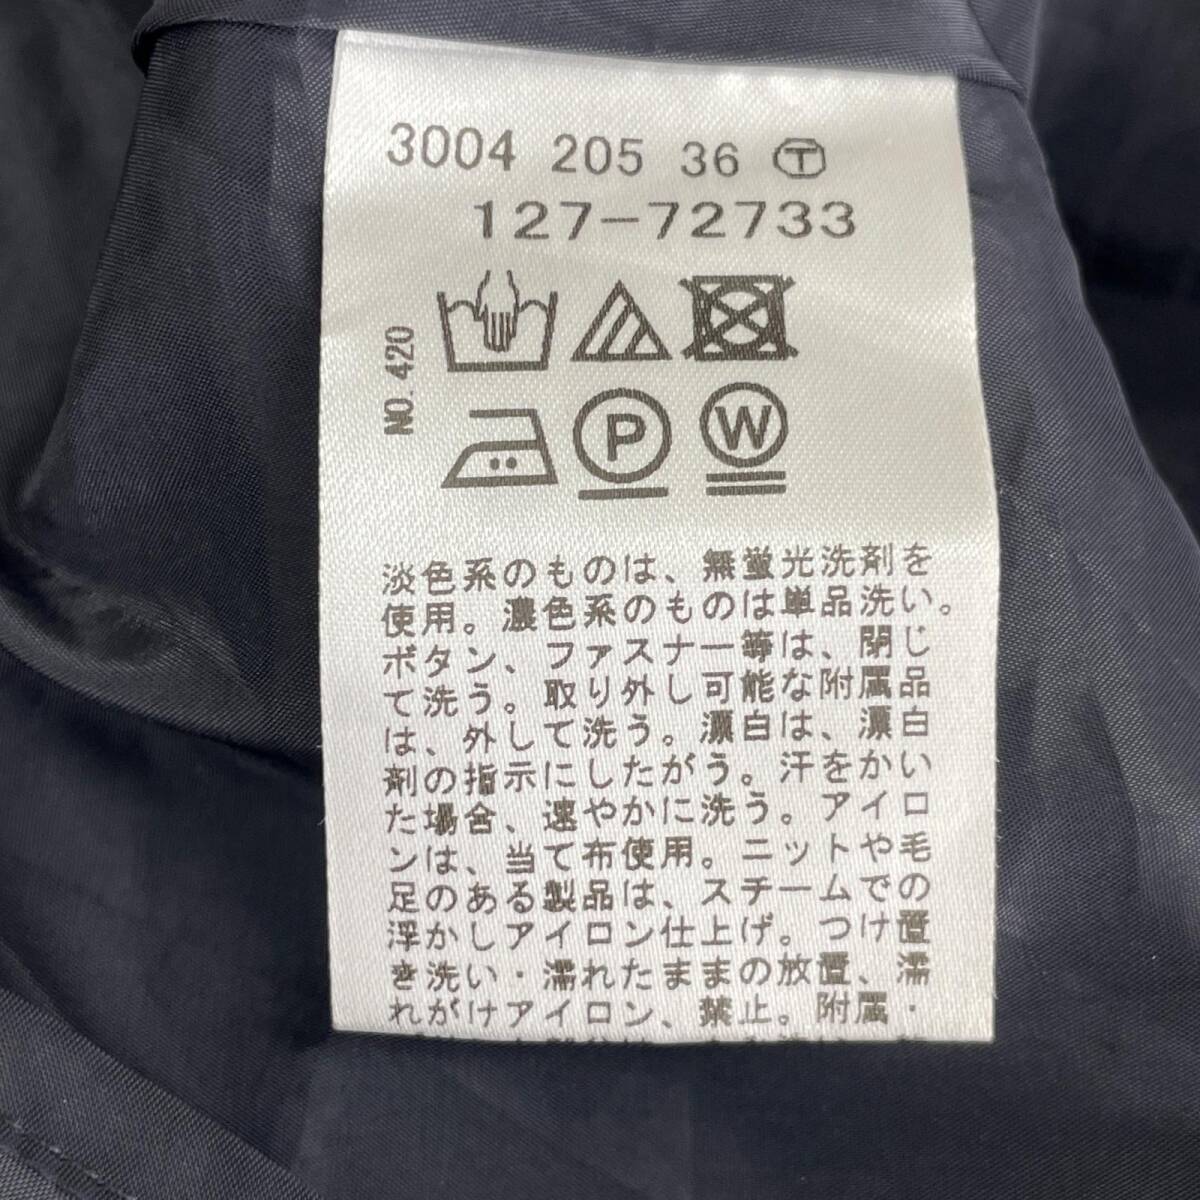 3004 205 36 Ⓣ
127-72733
NO.420
P
W
淡色系のものは、無蛍光洗剤を
使用。濃色系のものは単品洗い。
ボタン、ファスナー等は、閉じ
て洗う。取り外し可能な附属品
は、外して洗う。漂白は、漂白
剤の指示にしたがう。汗をかい
た場合、速やかに洗う。アイロ
ンは、当て布使用。ニットや毛
足のある製品は、スチームでの
浮かしアイロン仕上げ。つけ置
き洗い・濡れたままの放置、濡
れがけアイロン、禁止。附属・